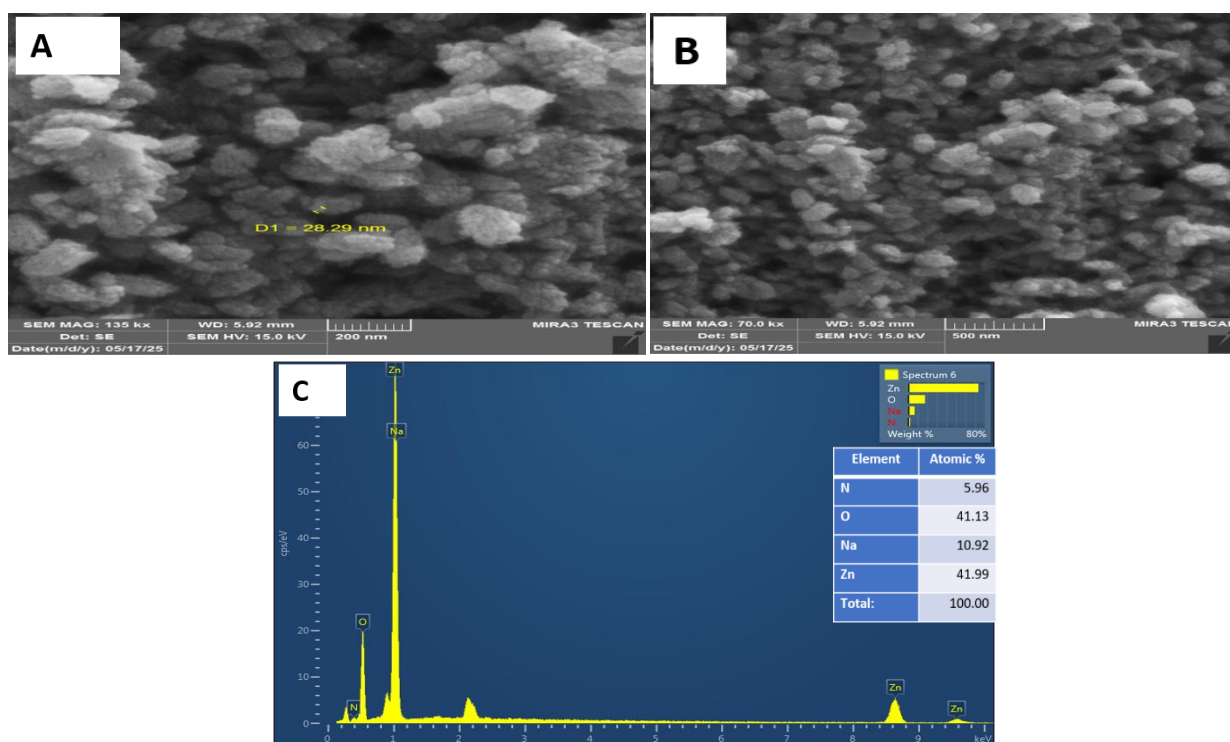 A
D1 = 28.29 nm
SEM MAG: 135 kx WD: 5.92 mm MIRA3 TESCAN
Det: SE SEM HV: 15.0 kV 200 nm
Date(m/d/y): 05/17/25
B
SEM MAG: 70.0 kx WD: 5.92 mm MIRA3 TESCAN
Det: SE SEM HV: 15.0 kV 500 nm
Date(m/d/y): 05/17/25
C
Zn
Na
O
N
Zn
Zn
60
50
40
30
20
10
0
cps/eV
0 1 2 3 4 5 6 7 8 9 keV
Spectrum 6
Zn
O
Na
N
Weight % 80%
Element Atomic %
N 5.96
O 41.13
Na 10.92
Zn 41.99
Total: 100.00